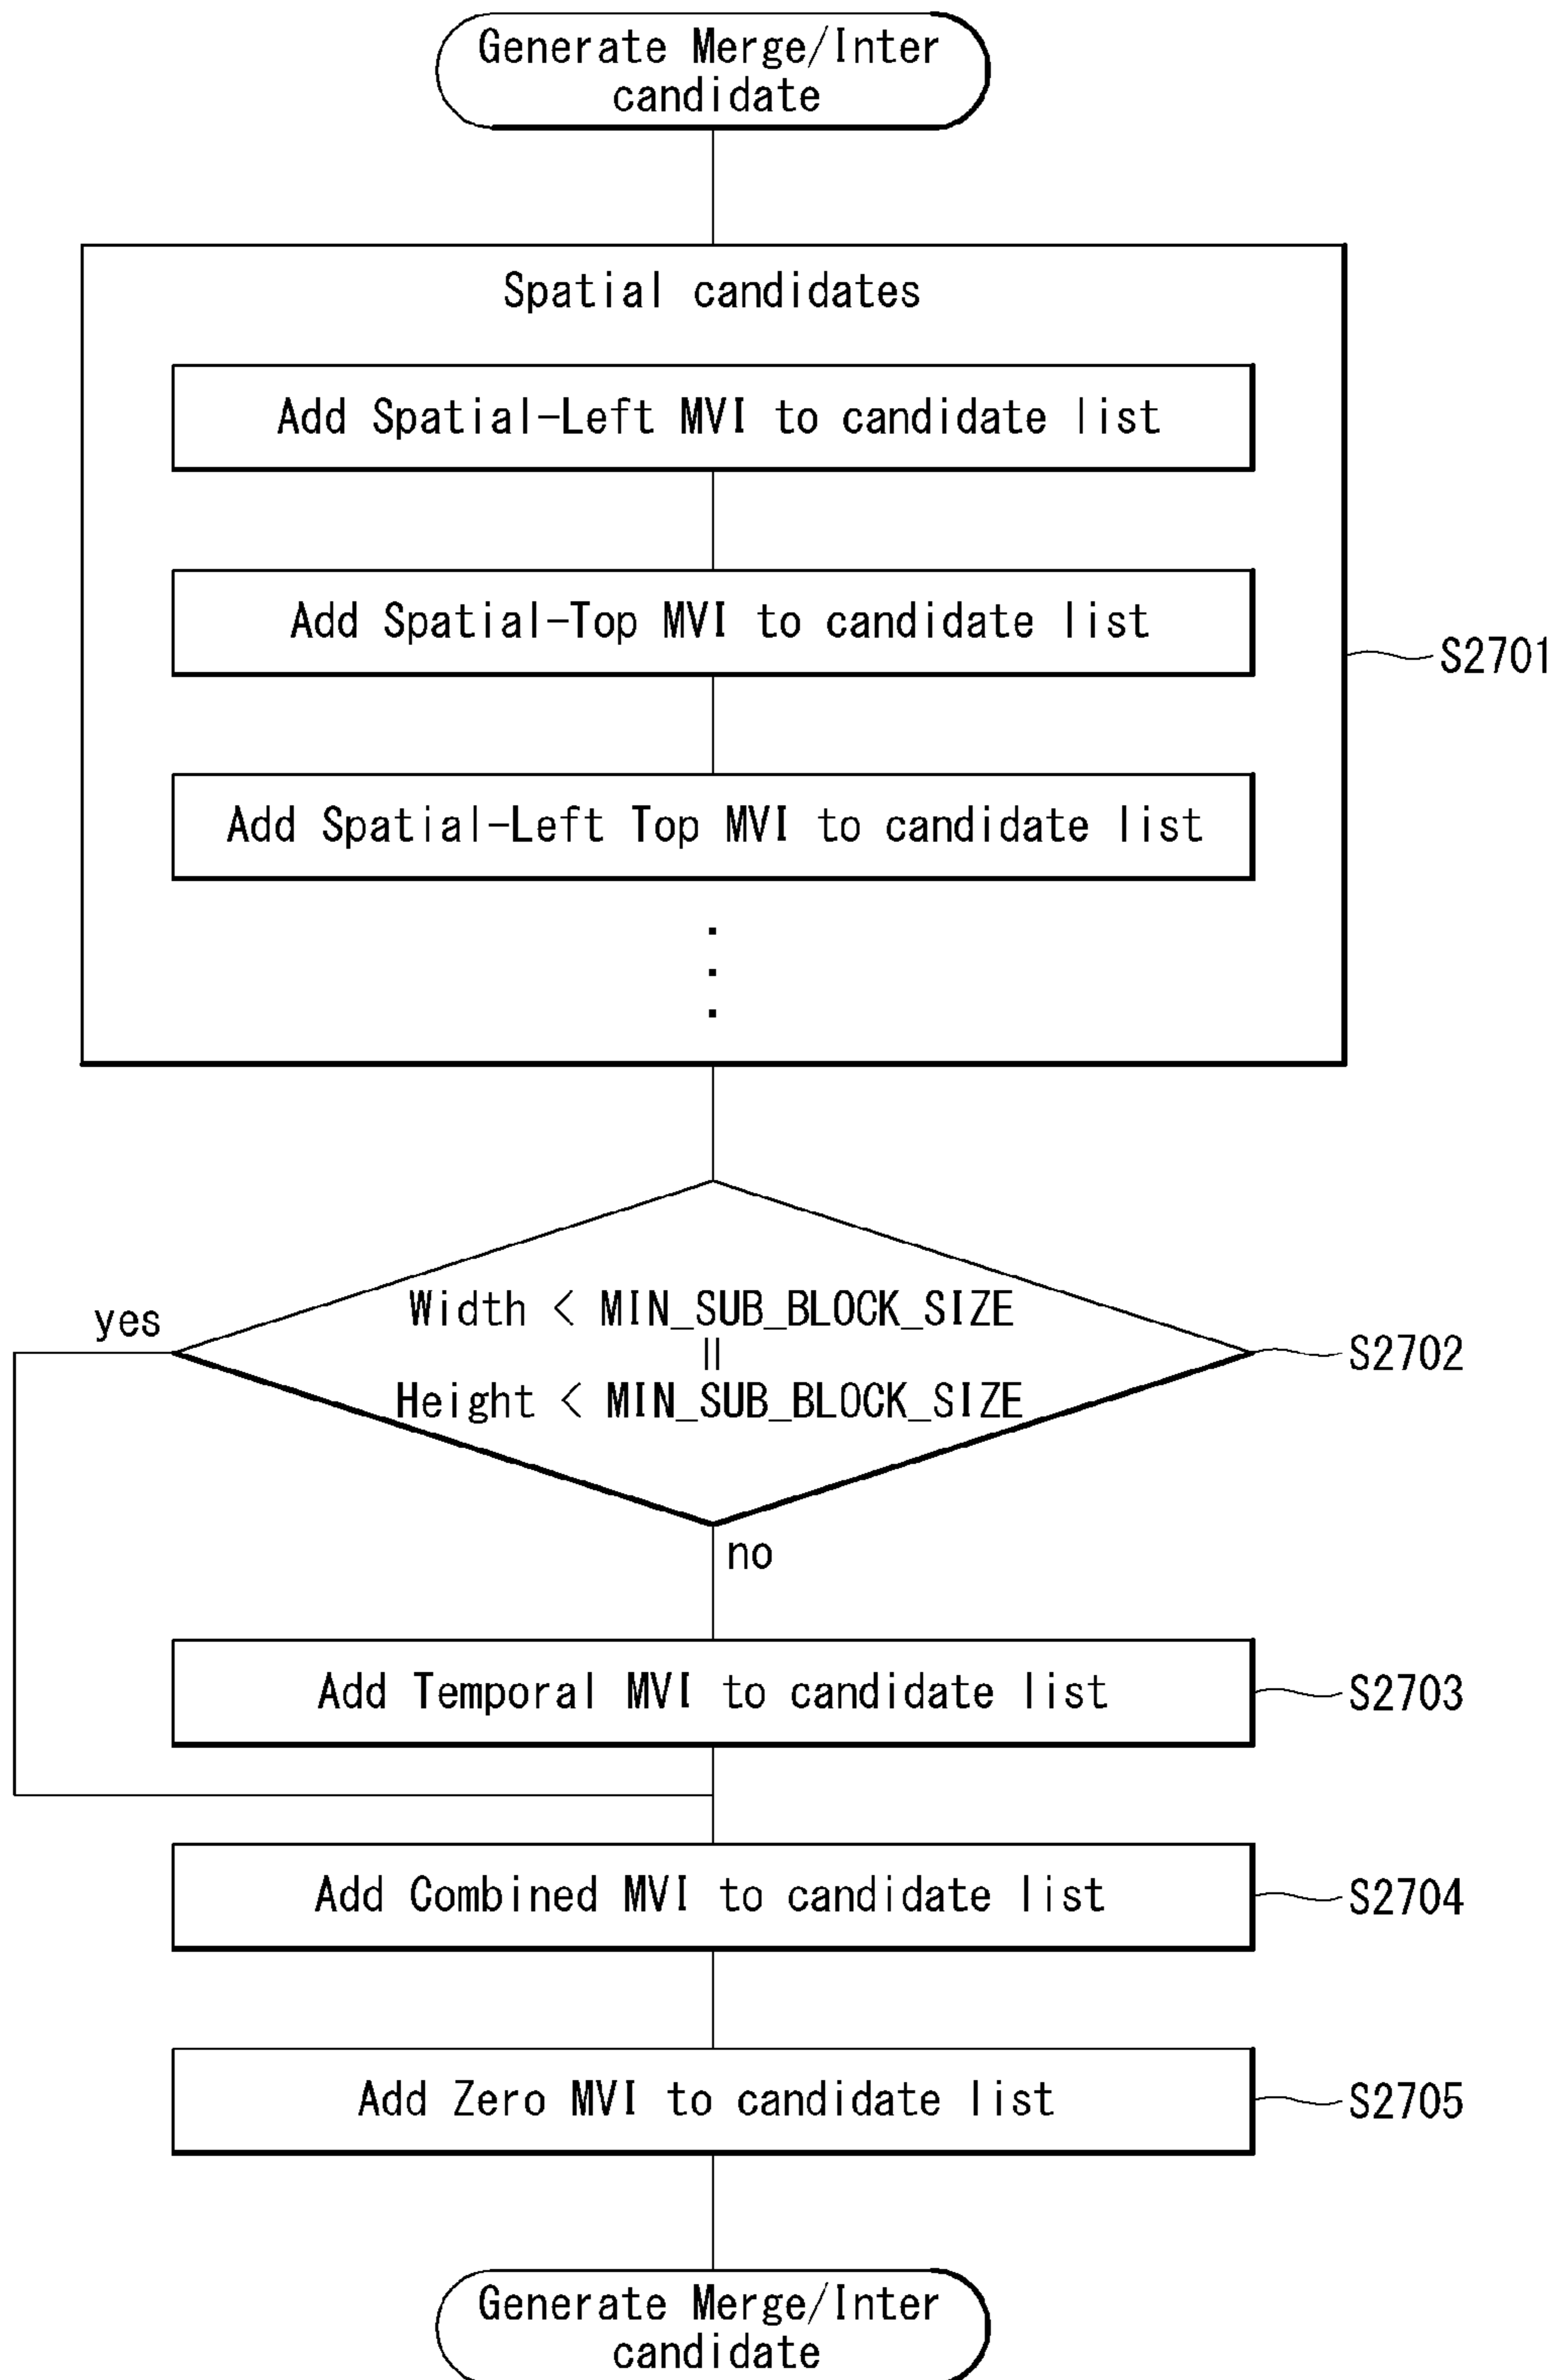 Generate Merge/Inter
candidate
Spatial candidates
Add Spatial-Left MVI to candidate list
Add Spatial-Top MVI to candidate list
S2701
Add Spatial-Left Top MVI to candidate list
yes
Width < MIN_SUB_BLOCK_SIZE
||
Height < MIN_SUB_BLOCK_SIZE
S2702
no
Add Temporal MVI to candidate list
S2703
Add Combined MVI to candidate list
S2704
Add Zero MVI to candidate list
S2705
Generate Merge/Inter
candidate